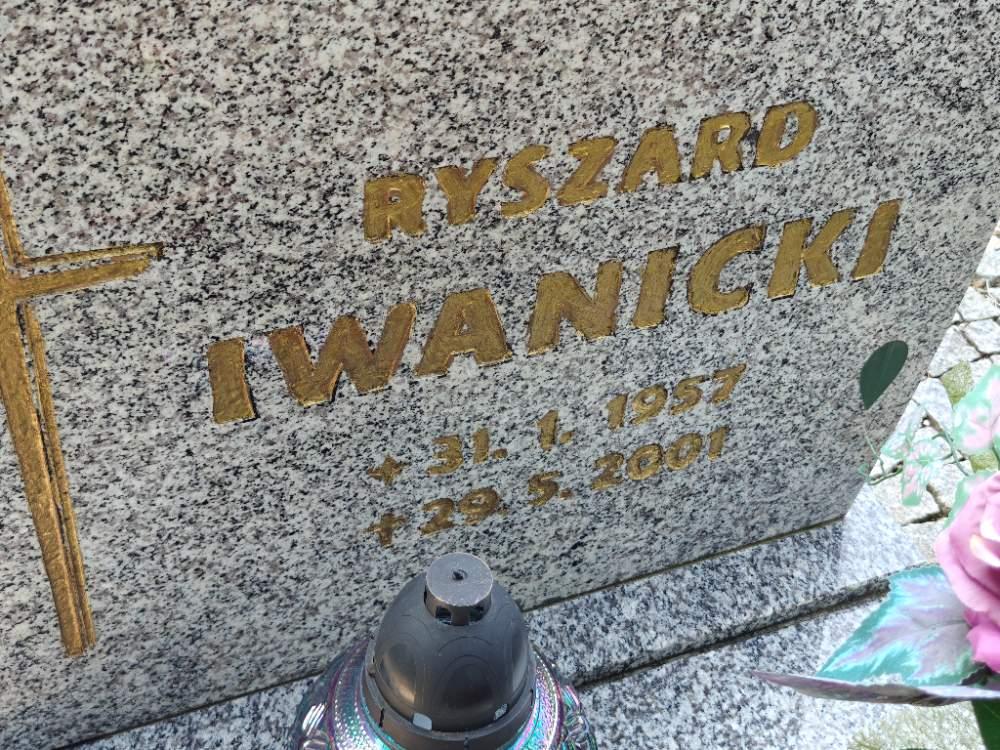 RYSZARD
IWANICKI
+ 31. 1. 1957
+ 29. 5. 2001